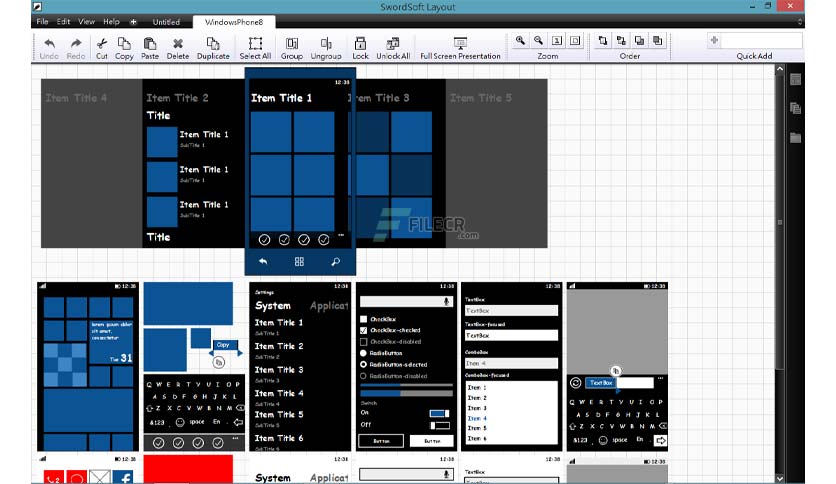 SwordSoft Layout
File Edit View Help Untitled WindowsPhone8
Undo Redo Cut Copy Paste Delete Duplicate Select All Group Ungroup Lock Unlock All Full Screen Presentation Zoom Order Quick Add
12:38
Item Title 4 Item Title 2 Item Title 1 Item Title 3 Item Title 5
Title
Item Title 1
SubTitle 1
Item Title 1
SubTitle 1
Item Title 1
SubTitle 1
Title
FILECR
.com
12:38
lorem ipsum dolor
sit amet,
consectetur
Tue 31
Copy
Q W E R T Y U I O P
A S D F G H J K L
Z X C V B N M
&123 , space En .
12:38
Settings
System Applicat
Item Title 1
SubTitle 1
Item Title 2
SubTitle 2
Item Title 3
SubTitle 3
Item Title 4
SubTitle 4
Item Title 5
SubTitle 5
Item Title 6
SubTitle 6
12:38
CheckBox
CheckBox-checked
CheckBox-disabled
RadioButton
RadioButton-slected
RadioButton-disabled
Switch
On
Off
Button Button
12:38
TextBox
TextBox
TextBox-focused
TextBox
ComboBox
Item 4
ComboBox-focused
Item 1
Item 2
Item 3
Item 4
Item 5
Item 6
12:38
TextBox
Q W E R T Y U I O P
A S D F G H J K L
Z X C V B N M
&123 , space En .
12:38 12:38 12:38 12:38 12:38
2
System Applicat
TextBox